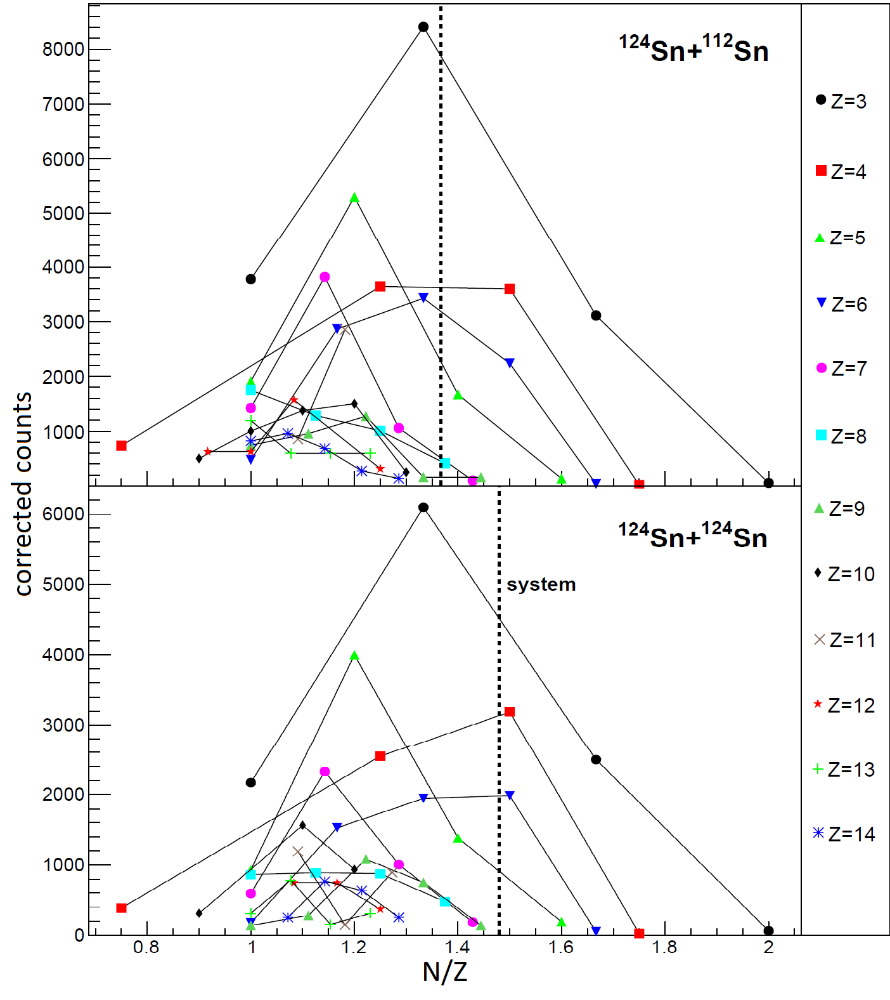 corrected counts
8000
7000
6000
5000
4000
3000
2000
1000
¹²⁴Sn+¹¹²Sn
6000
5000
4000
3000
2000
1000
0
¹²⁴Sn+¹²⁴Sn
system
0.8 1 1.2 1.4 1.6 1.8 2
N/Z
Z=3
Z=4
Z=5
Z=6
Z=7
Z=8
Z=9
Z=10
Z=11
Z=12
Z=13
Z=14